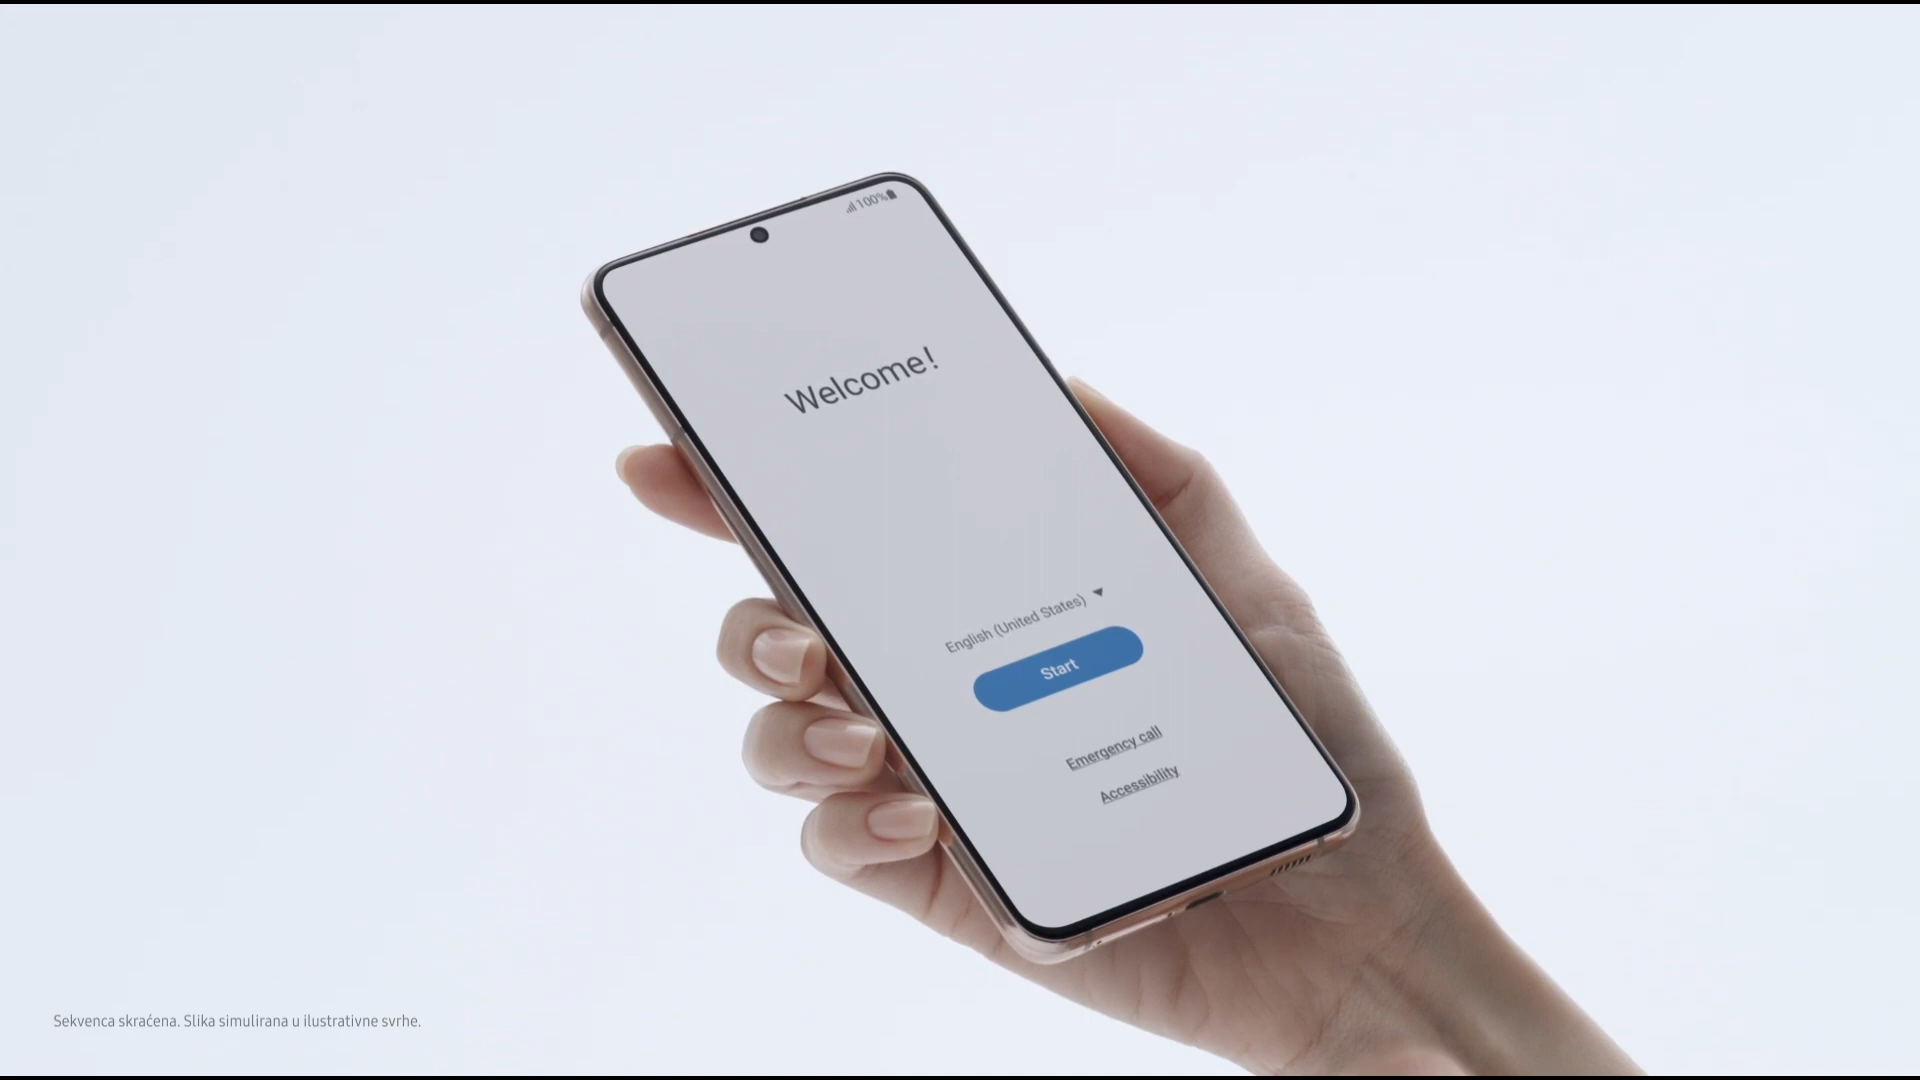 100%
Welcome!
English (United States)
Start
Emergency call
Accessibility
Sekvenca skraćena. Slika simulirana u ilustrativne svrhe.